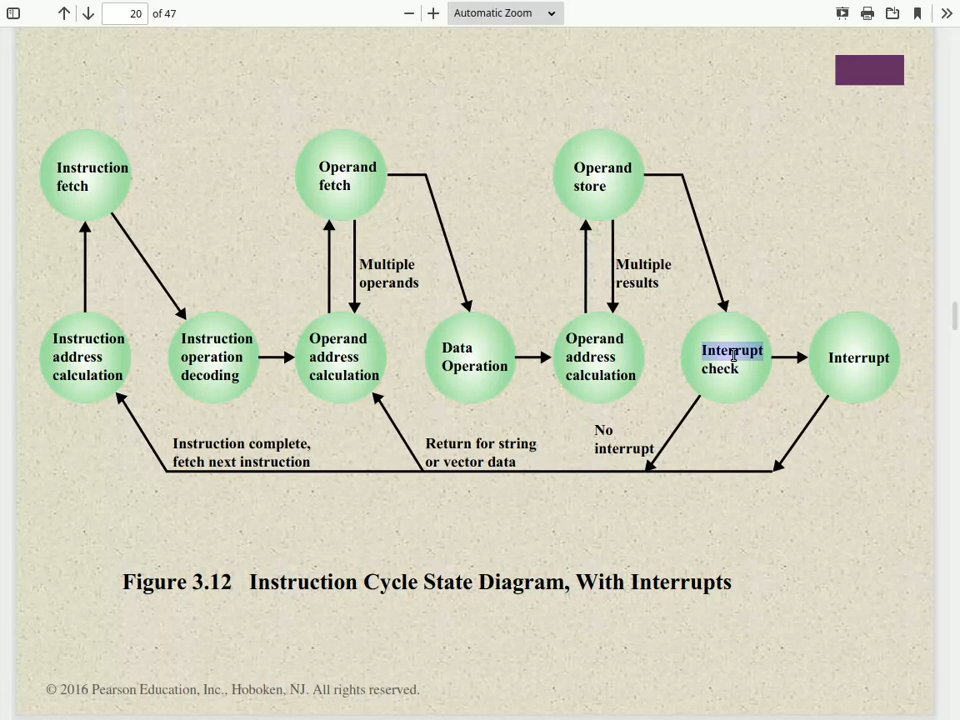 20
of 47
Automatic Zoom
Instruction
fetch
Operand
fetch
Operand
store
Multiple
operands
Multiple
results
Instruction
address
calculation
Instruction
operation
decoding
Operand
address
calculation
Data
Operation
Operand
address
calculation
Interrupt
check
Interrupt
Instruction complete,
fetch next instruction
Return for string
or vector data
No
interrupt
Figure 3.12 Instruction Cycle State Diagram, With Interrupts
© 2016 Pearson Education, Inc., Hoboken, NJ. All rights reserved.